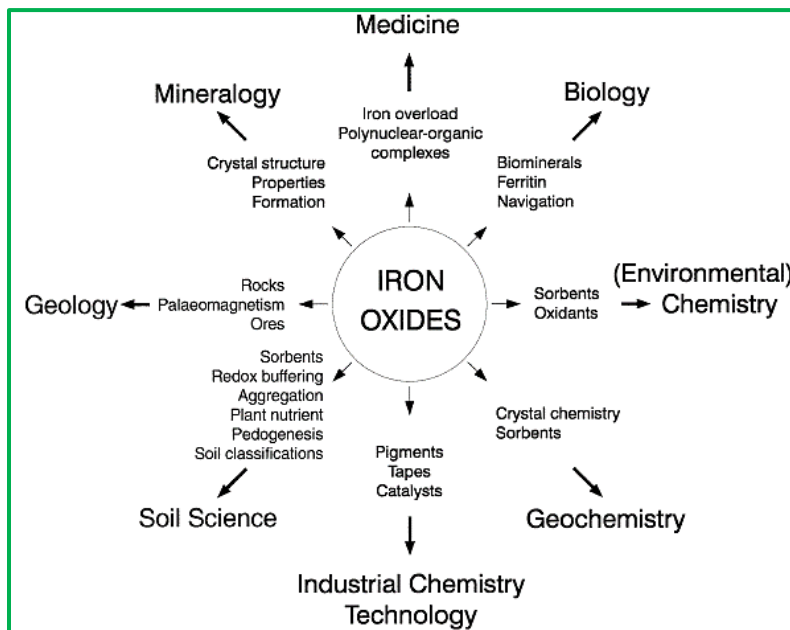 Medicine
Mineralogy
Biology
Iron overload
Polynuclear-organic
complexes
Crystal structure
Properties
Formation
Biominerals
Ferritin
Navigation
IRON
OXIDES
Geology
Rocks
Palaeomagnetism
Ores
Sorbents
Oxidants
(Environmental)
Chemistry
Sorbents
Redox buffering
Aggregation
Plant nutrient
Pedogenesis
Soil classifications
Soil Science
Pigments
Tapes
Catalysts
Industrial Chemistry
Technology
Crystal chemistry
Sorbents
Geochemistry